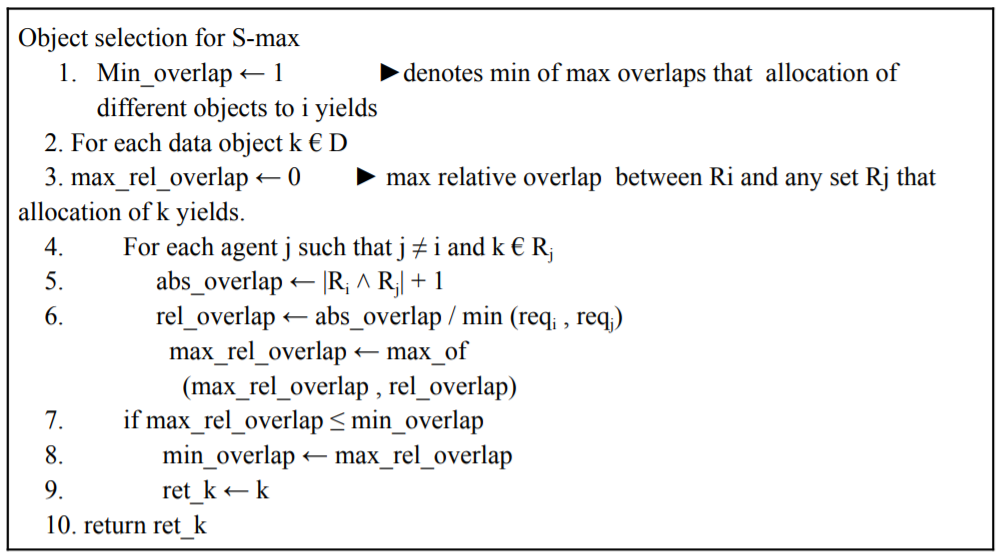 Object selection for S-max
1. Min_overlap ← 1 ►denotes min of max overlaps that allocation of
different objects to i yields
2. For each data object k € D
3. max_rel_overlap ← 0 ► max relative overlap between Ri and any set Rj that
allocation of k yields.
4. For each agent j such that j ≠ i and k € Rj
5. abs_overlap ← |Ri ∧ Rj| + 1
6. rel_overlap ← abs_overlap / min (reqi , reqj)
max_rel_overlap ← max_of
(max_rel_overlap , rel_overlap)
7. if max_rel_overlap ≤ min_overlap
8. min_overlap ← max_rel_overlap
9. ret_k ← k
10. return ret_k